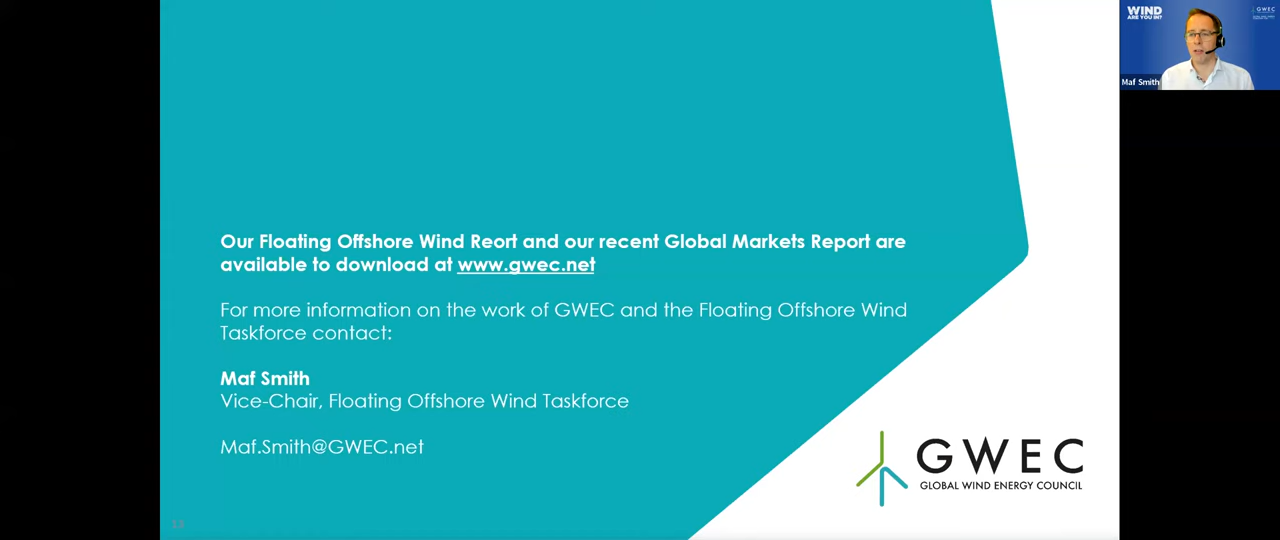 Our Floating Offshore Wind Reort and our recent Global Markets Report are
available to download at www.gwec.net
For more information on the work of GWEC and the Floating Offshore Wind
Taskforce contact:
Maf Smith
Vice-Chair, Floating Offshore Wind Taskforce
Maf.Smith@GWEC.net
GWEC
GLOBAL WIND ENERGY COUNCIL
WIND
ARE YOU IN?
GWEC
Maf Smith